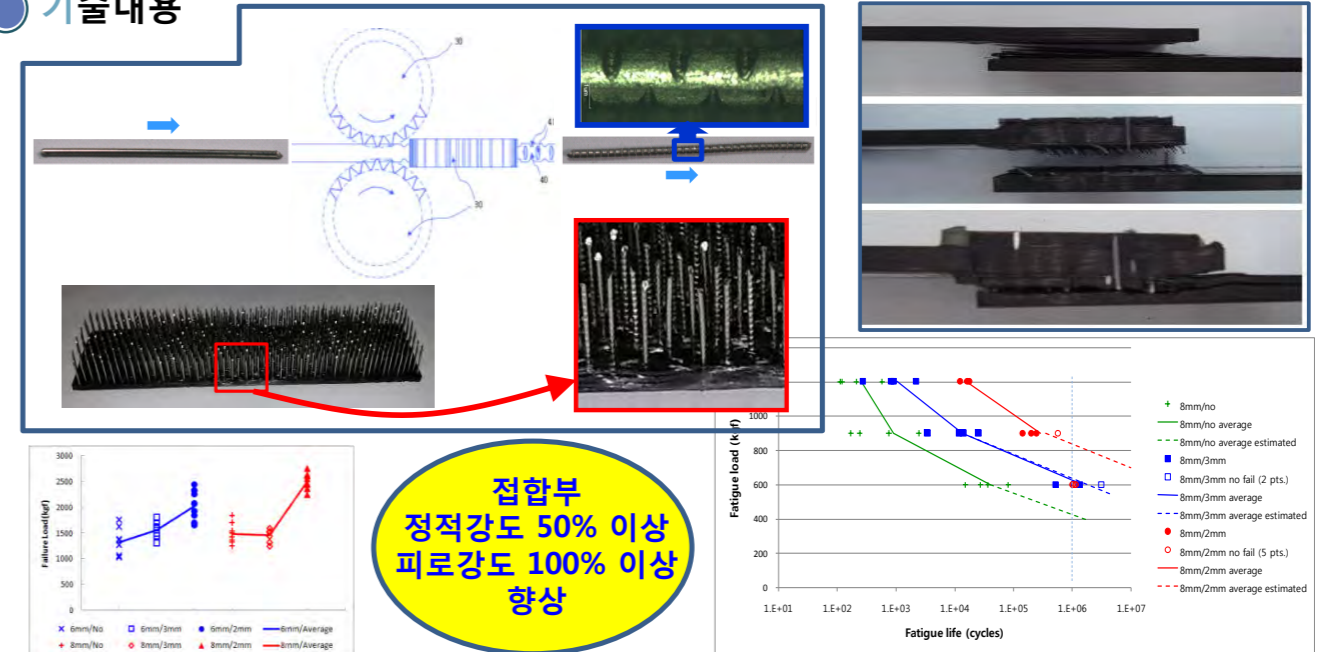 기술내용
30
41
40
30
접합부
정적강도 50% 이상
피로강도 100% 이상
향상
3000
2500
2000
1500
1000
500
0
Failure Load(kgf)
6mm/No
6mm/3mm
6mm/2mm
6mm/Average
8mm/No
8mm/3mm
8mm/2mm
8mm/Average
1000
800
600
400
200
0
Fatigue load (kgf)
1.E+01
1.E+02
1.E+03
1.E+04
1.E+05
1.E+06
1.E+07
Fatigue life (cycles)
8mm/no
8mm/no average
8mm/no average estimated
8mm/3mm
8mm/3mm no fail (2 pts.)
8mm/3mm average
8mm/3mm average estimated
8mm/2mm
8mm/2mm no fail (5 pts.)
8mm/2mm average
8mm/2mm average estimated